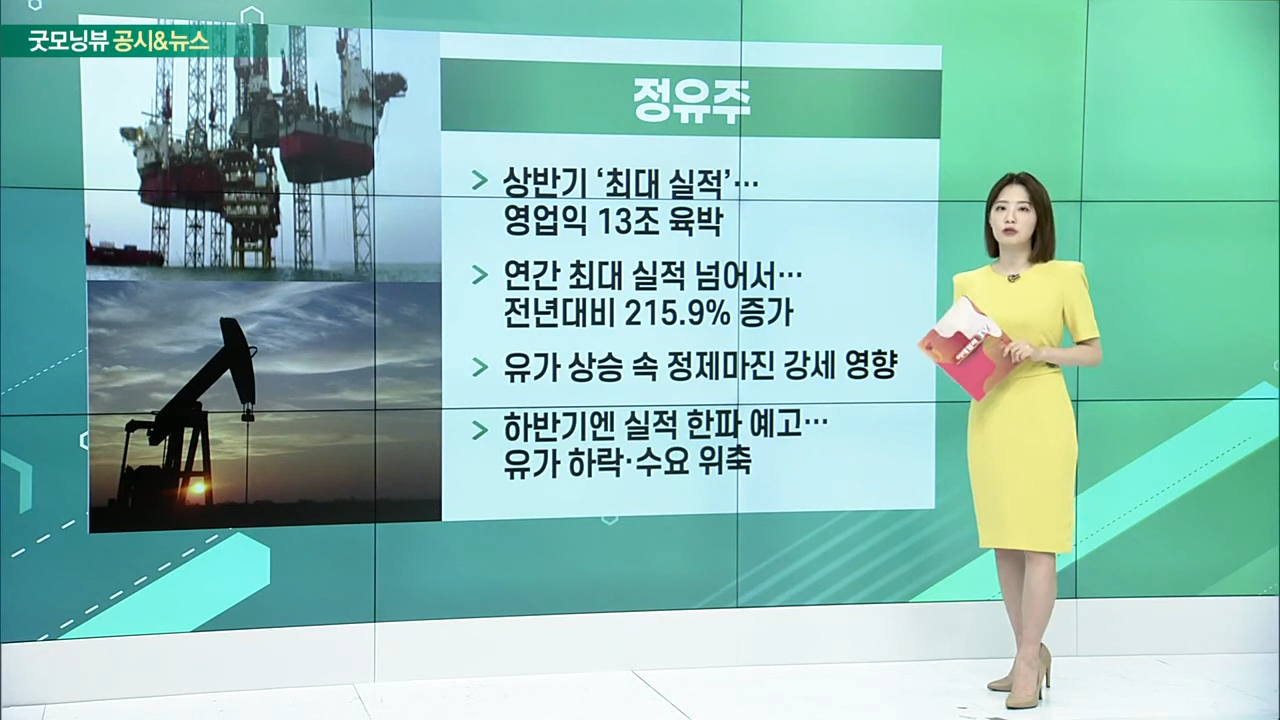 굿모닝뷰 공시&뉴스
정유주
> 상반기 ‘최대 실적’…
영업익 13조 육박
> 연간 최대 실적 넘어서…
전년대비 215.9% 증가
> 유가 상승 속 정제마진 강세 영향
> 하반기엔 실적 한파 예고…
유가 하락·수요 위축